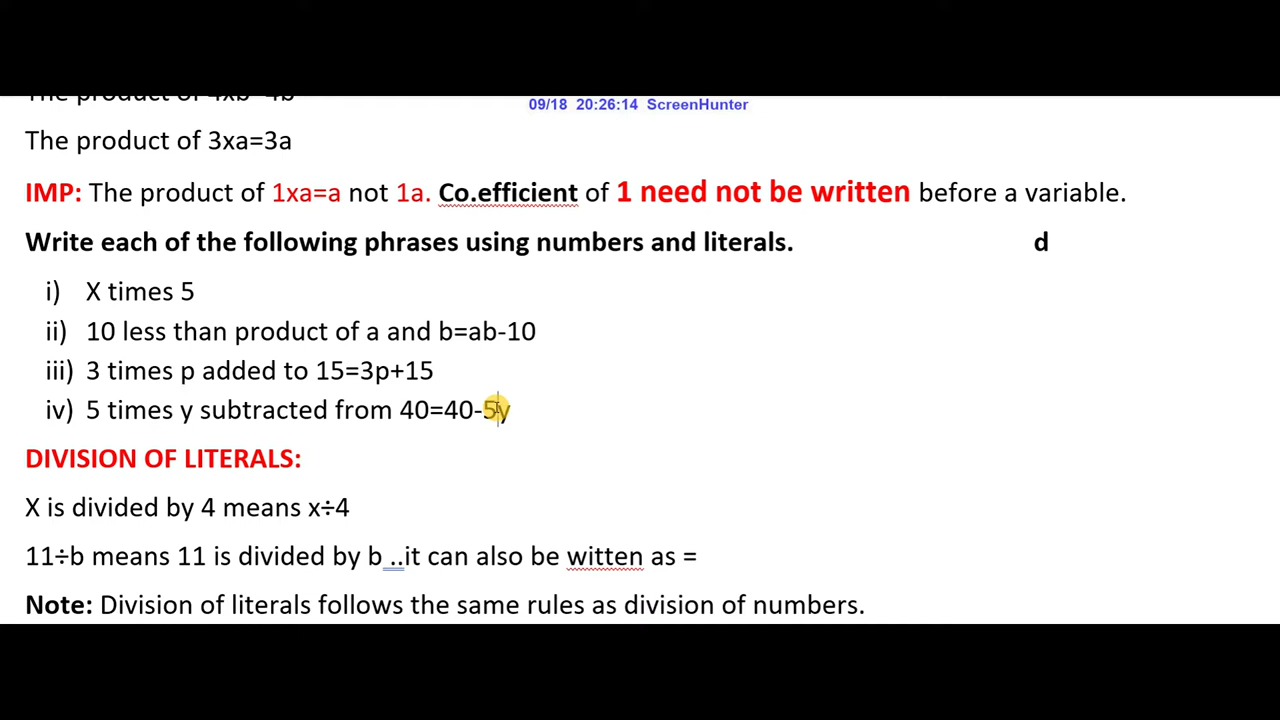 The product of 4xb=4b
09/18 20:26:14 ScreenHunter
The product of 3xa=3a
IMP: The product of 1xa=a not 1a. Co.efficient of 1 need not be written before a variable.
Write each of the following phrases using numbers and literals. d
i) X times 5
ii) 10 less than product of a and b=ab-10
iii) 3 times p added to 15=3p+15
iv) 5 times y subtracted from 40=40-5y
DIVISION OF LITERALS:
X is divided by 4 means x÷4
11÷b means 11 is divided by b ..it can also be witten as =
Note: Division of literals follows the same rules as division of numbers.